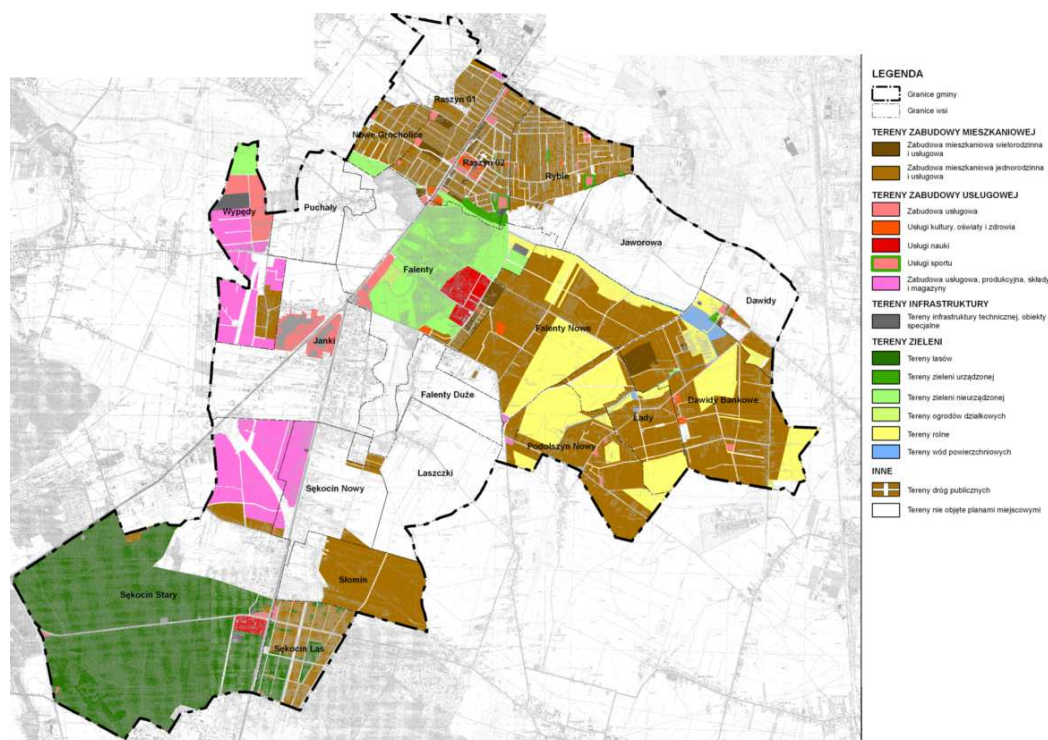 Raszyn 01
Nowe Grocholice
Raszyn 02
Rybie
Wypędy
Puchały
Jaworowa
Falenty
Dawidy
Falenty Nowe
Janki
Falenty Duże
Dawidy Bankowe
Łady
Podolszyn Nowy
Laszczki
Sękocin Nowy
Słomin
Sękocin Stary
Sękocin Las
LEGENDA
Granice gminy
Granice wsi
TERENY ZABUDOWY MIESZKANIOWEJ
Zabudowa mieszkaniowa wielorodzinna
i usługowa
Zabudowa mieszkaniowa jednorodzinna
i usługowa
TERENY ZABUDOWY USŁUGOWEJ
Zabudowa usługowa
Usługi kultury, oświaty i zdrowia
Usługi nauki
Usługi sportu
Zabudowa usługowa, produkcyjna, składy
i magazyny
TERENY INFRASTRUKTURY
Tereny infrastruktury technicznej, obiekty
specjalne
TERENY ZIELENI
Tereny lasów
Tereny zieleni urządzonej
Tereny zieleni nieurządzonej
Tereny ogrodów działkowych
Tereny rolne
Tereny wód powierzchniowych
INNE
Tereny dróg publicznych
Tereny nie objęte planami miejscowymi